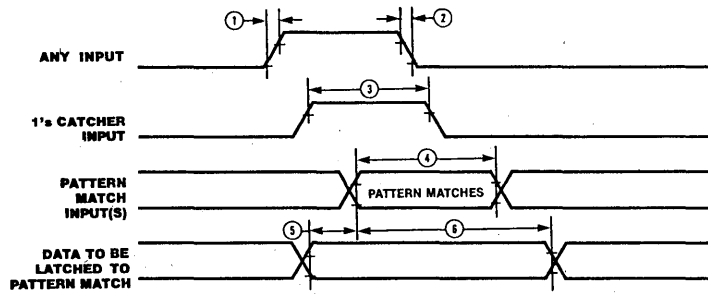 1 2
ANY INPUT
3
1's CATCHER
INPUT
4
PATTERN
MATCH
INPUT(S)
PATTERN MATCHES
5 6
DATA TO BE
LATCHED TO
PATTERN MATCH